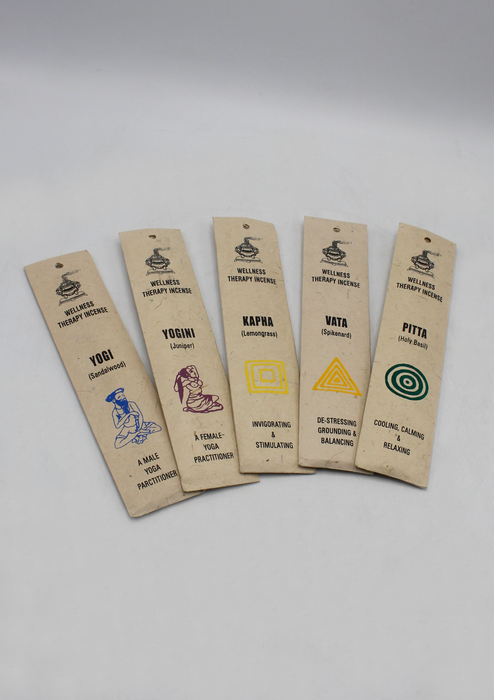 WELLNESS
THERAPY INCENSE
YOGI
(Sandalwood)
A MALE
YOGA
PARCTITIONER
WELLNESS
THERAPY INCENSE
YOGINI
(Juniper)
A FEMALE-
YOGA
PRACTITIONER
WELLNESS
THERAPY INCENSE
KAPHA
(Lemongrass)
INVIGORATING
&
STIMULATING
WELLNESS
THERAPY INCENSE
VATA
(Spikenard)
DE-STRESSING
GROUNDING &
BALANCING
WELLNESS
THERAPY INCENSE
PITTA
(Holy Basil)
COOLING, CALMING
&
RELAXING